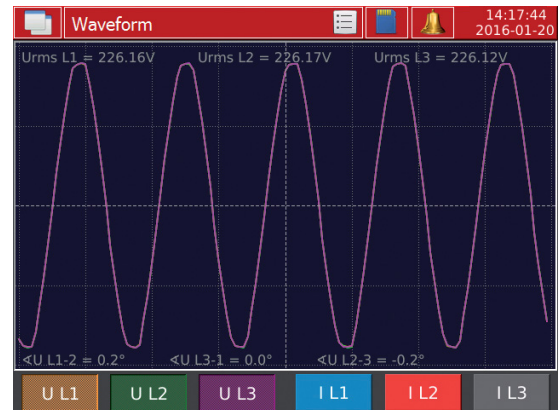 Waveform
14:17:44
2016-01-20
Urms L1 = 226.16V Urms L2 = 226.17V Urms L3 = 226.12V
∢U L1-2 = 0.2° ∢U L3-1 = 0.0° ∢U L2-3 = -0.2°
U L1 U L2 U L3 I L1 I L2 I L3